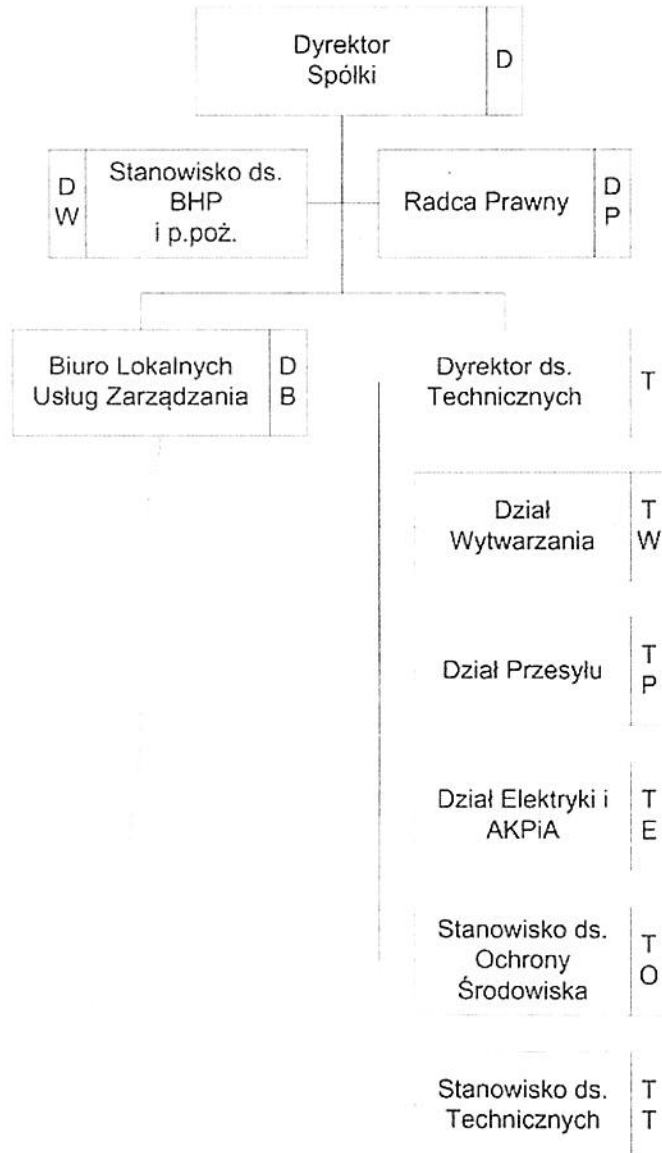 Dyrektor
Spółki
D
D
W
Stanowisko ds.
BHP
i p.poż.
Radca Prawny
D
P
Biuro Lokalnych
Usług Zarządzania
D
B
Dyrektor ds.
Technicznych
T
Dział
Wytwarzania
T
W
Dział Przesyłu
T
P
Dział Elektryki i
AKPiA
T
E
Stanowisko ds.
Ochrony
Środowiska
T
O
Stanowisko ds.
Technicznych
T
T